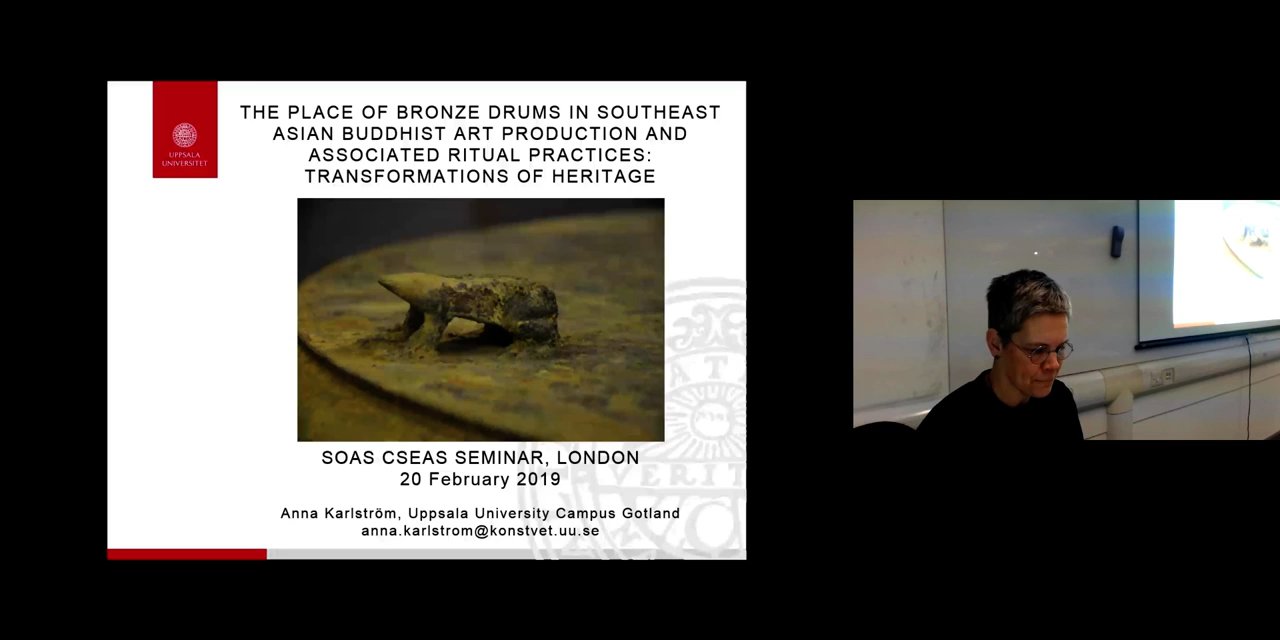 UPPSALA
UNIVERSITET
THE PLACE OF BRONZE DRUMS IN SOUTHEAST
ASIAN BUDDHIST ART PRODUCTION AND
ASSOCIATED RITUAL PRACTICES:
TRANSFORMATIONS OF HERITAGE
SOAS CSEAS SEMINAR, LONDON
20 February 2019
Anna Karlström, Uppsala University Campus Gotland
anna.karlstrom@konstvet.uu.se